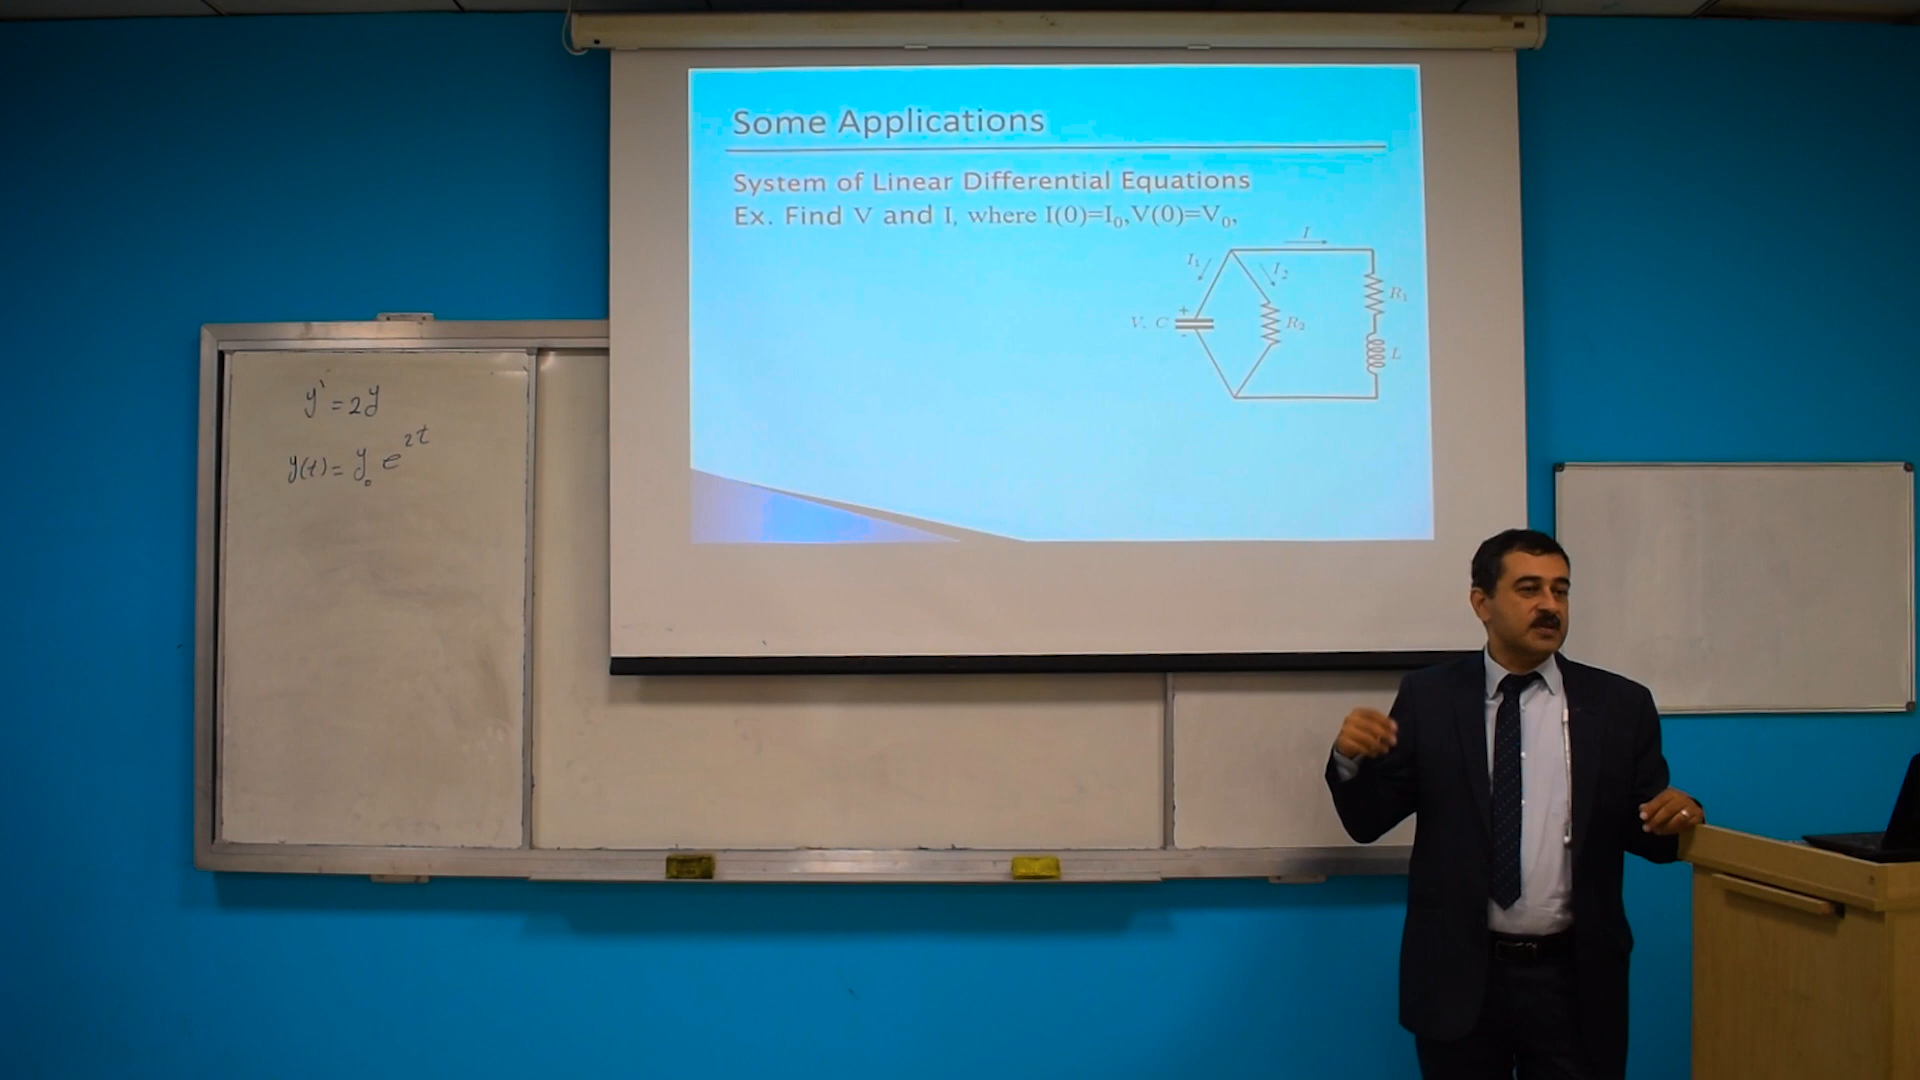 Some Applications
System of Linear Differential Equations
Ex. Find V and I, where I(0)=I₀,V(0)=V₀,
I
I₁
I₂
R₁
+
V, C
R₂
-
L
y' = 2y
y(t) = y₀ e²ᵗ